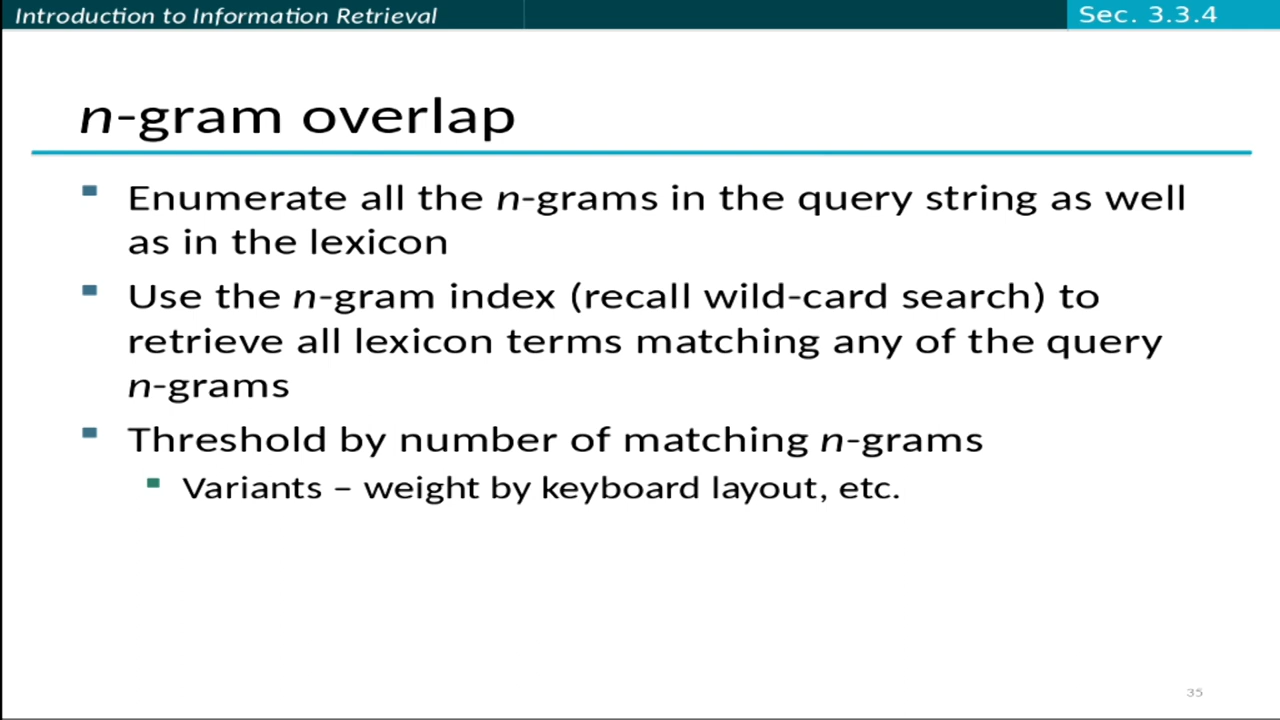 Introduction to Information Retrieval
Sec. 3.3.4
n-gram overlap
Enumerate all the n-grams in the query string as well
as in the lexicon
Use the n-gram index (recall wild-card search) to
retrieve all lexicon terms matching any of the query
n-grams
Threshold by number of matching n-grams
Variants – weight by keyboard layout, etc.
35